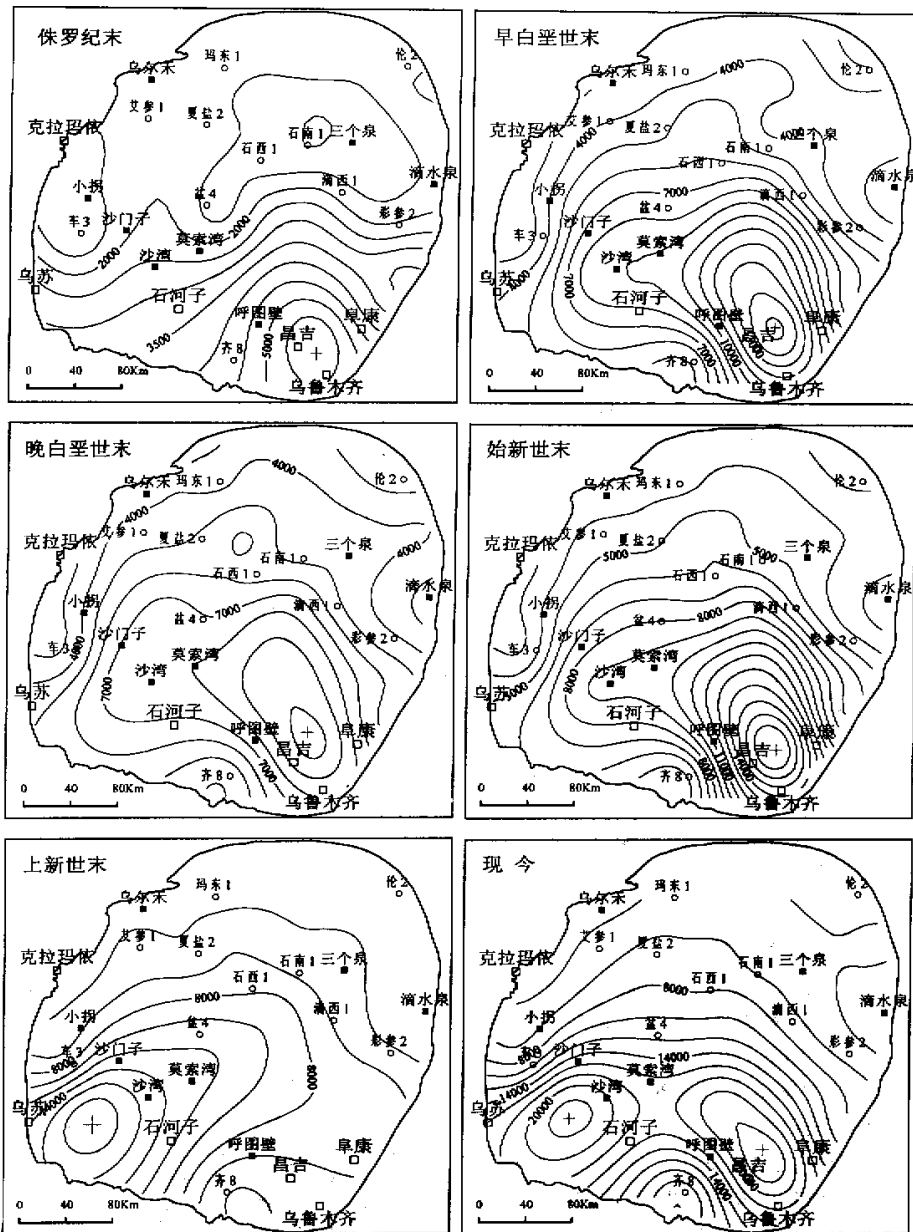 侏罗纪末
玛东1
伦2
乌尔禾
艾参1
夏盐2
克拉玛依
石南1
三个泉
石西1
滴水泉
小拐
盆4
滴西1
车3
沙门子
彩参2
2000
莫索湾
2000
沙湾
乌苏
石河子
呼图壁
阜康
3500
昌吉
齐8
5000
乌鲁木齐
0 40 80Km
早白垩世末
玛东1
4000
伦2
乌尔禾
艾参1
夏盐2
4000
克拉玛依
石南1
石西1
滴水泉
小拐
7000
滴西1
盆4
车3
沙门子
彩参2
莫索湾
沙湾
乌苏
4000
7000
石河子
呼图壁
阜康
齐8
7000
10000
乌鲁木齐
0 40 80Km
晚白垩世末
4000
玛东1
伦2
乌尔禾
4000
艾参1
夏盐2
克拉玛依
石南1
三个泉
4000
石西1
滴水泉
小拐
盆4
7000
滴西1
车3
4000
沙门子
彩参2
莫索湾
沙湾
乌苏
7000
石河子
呼图壁
阜康
昌吉
7000
齐8
乌鲁木齐
0 40 80Km
始新世末
玛东1
伦2
乌尔禾
艾参1
夏盐2
克拉玛依
5000
石南1
5000
三个泉
石西1
滴水泉
小拐
8000
滴西1
盆4
车3
沙门子
彩参2
莫索湾
沙湾
乌苏
5000
8000
石河子
呼图壁
阜康
昌吉
齐8
8000
11000
14000
乌鲁木齐
0 40 80Km
上新世末
玛东1
伦2
乌尔禾
艾参1
夏盐2
克拉玛依
石南1
三个泉
石西1
8000
滴水泉
小拐
盆4
滴西1
车3
沙门子
彩参2
8000
莫索湾
8000
沙湾
乌苏
14000
石河子
呼图壁
阜康
昌吉
齐8
乌鲁木齐
0 40 80Km
现 今
玛东1
伦2
乌尔禾
艾参1
夏盐2
克拉玛依
石南1
三个泉
石西1
8000
滴水泉
小拐
盆4
滴西1
沙门子
14000
彩参2
莫索湾
沙湾
乌苏
14000
20000
石河子
呼图壁
阜康
昌吉
齐8
14000
乌鲁木齐
0 40 80Km